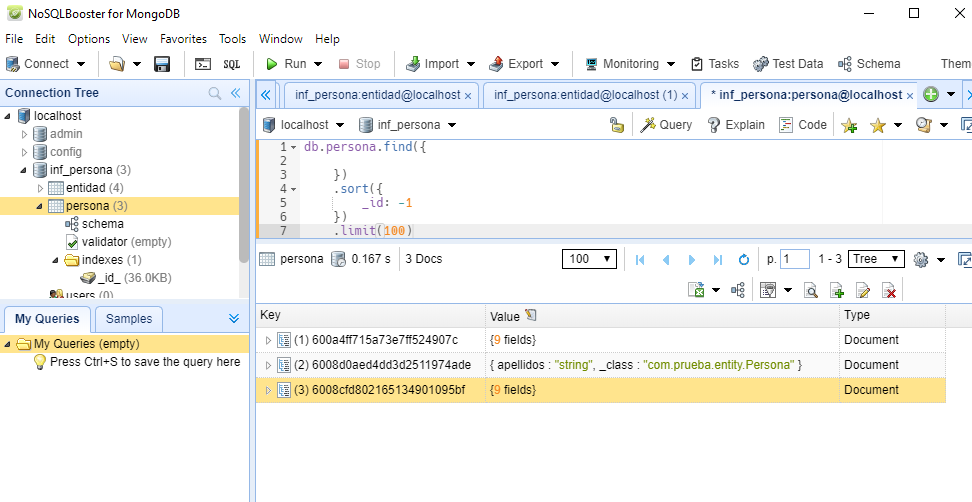 NoSQLBooster for MongoDB
File Edit Options View Favorites Tools Window Help
Connect SQL Run Stop Import Export Monitoring Tasks Test Data Schema Them
Connection Tree
localhost
admin
config
inf_persona (3)
entidad (4)
persona (3)
schema
validator (empty)
indexes (1)
_id_ (36.0KB)
users (0)
My Queries Samples
My Queries (empty)
Press Ctrl+S to save the query here
inf_persona:entidad@localhost × inf_persona:entidad@localhost (1) × * inf_persona:persona@localhost ×
localhost inf_persona Query Explain Code
1 db.persona.find({
2
3 })
4 .sort({
5 _id: -1
6 })
7 .limit(100)
persona 0.167 s 3 Docs 100 p. 1 1 - 3 Tree
Key Value Type
(1) 600a4ff715a73e7ff524907c {9 fields} Document
(2) 6008d0aed4dd3d2511974ade { apellidos : "string", _class : "com.prueba.entity.Persona" } Document
(3) 6008cfd802165134901095bf {9 fields} Document